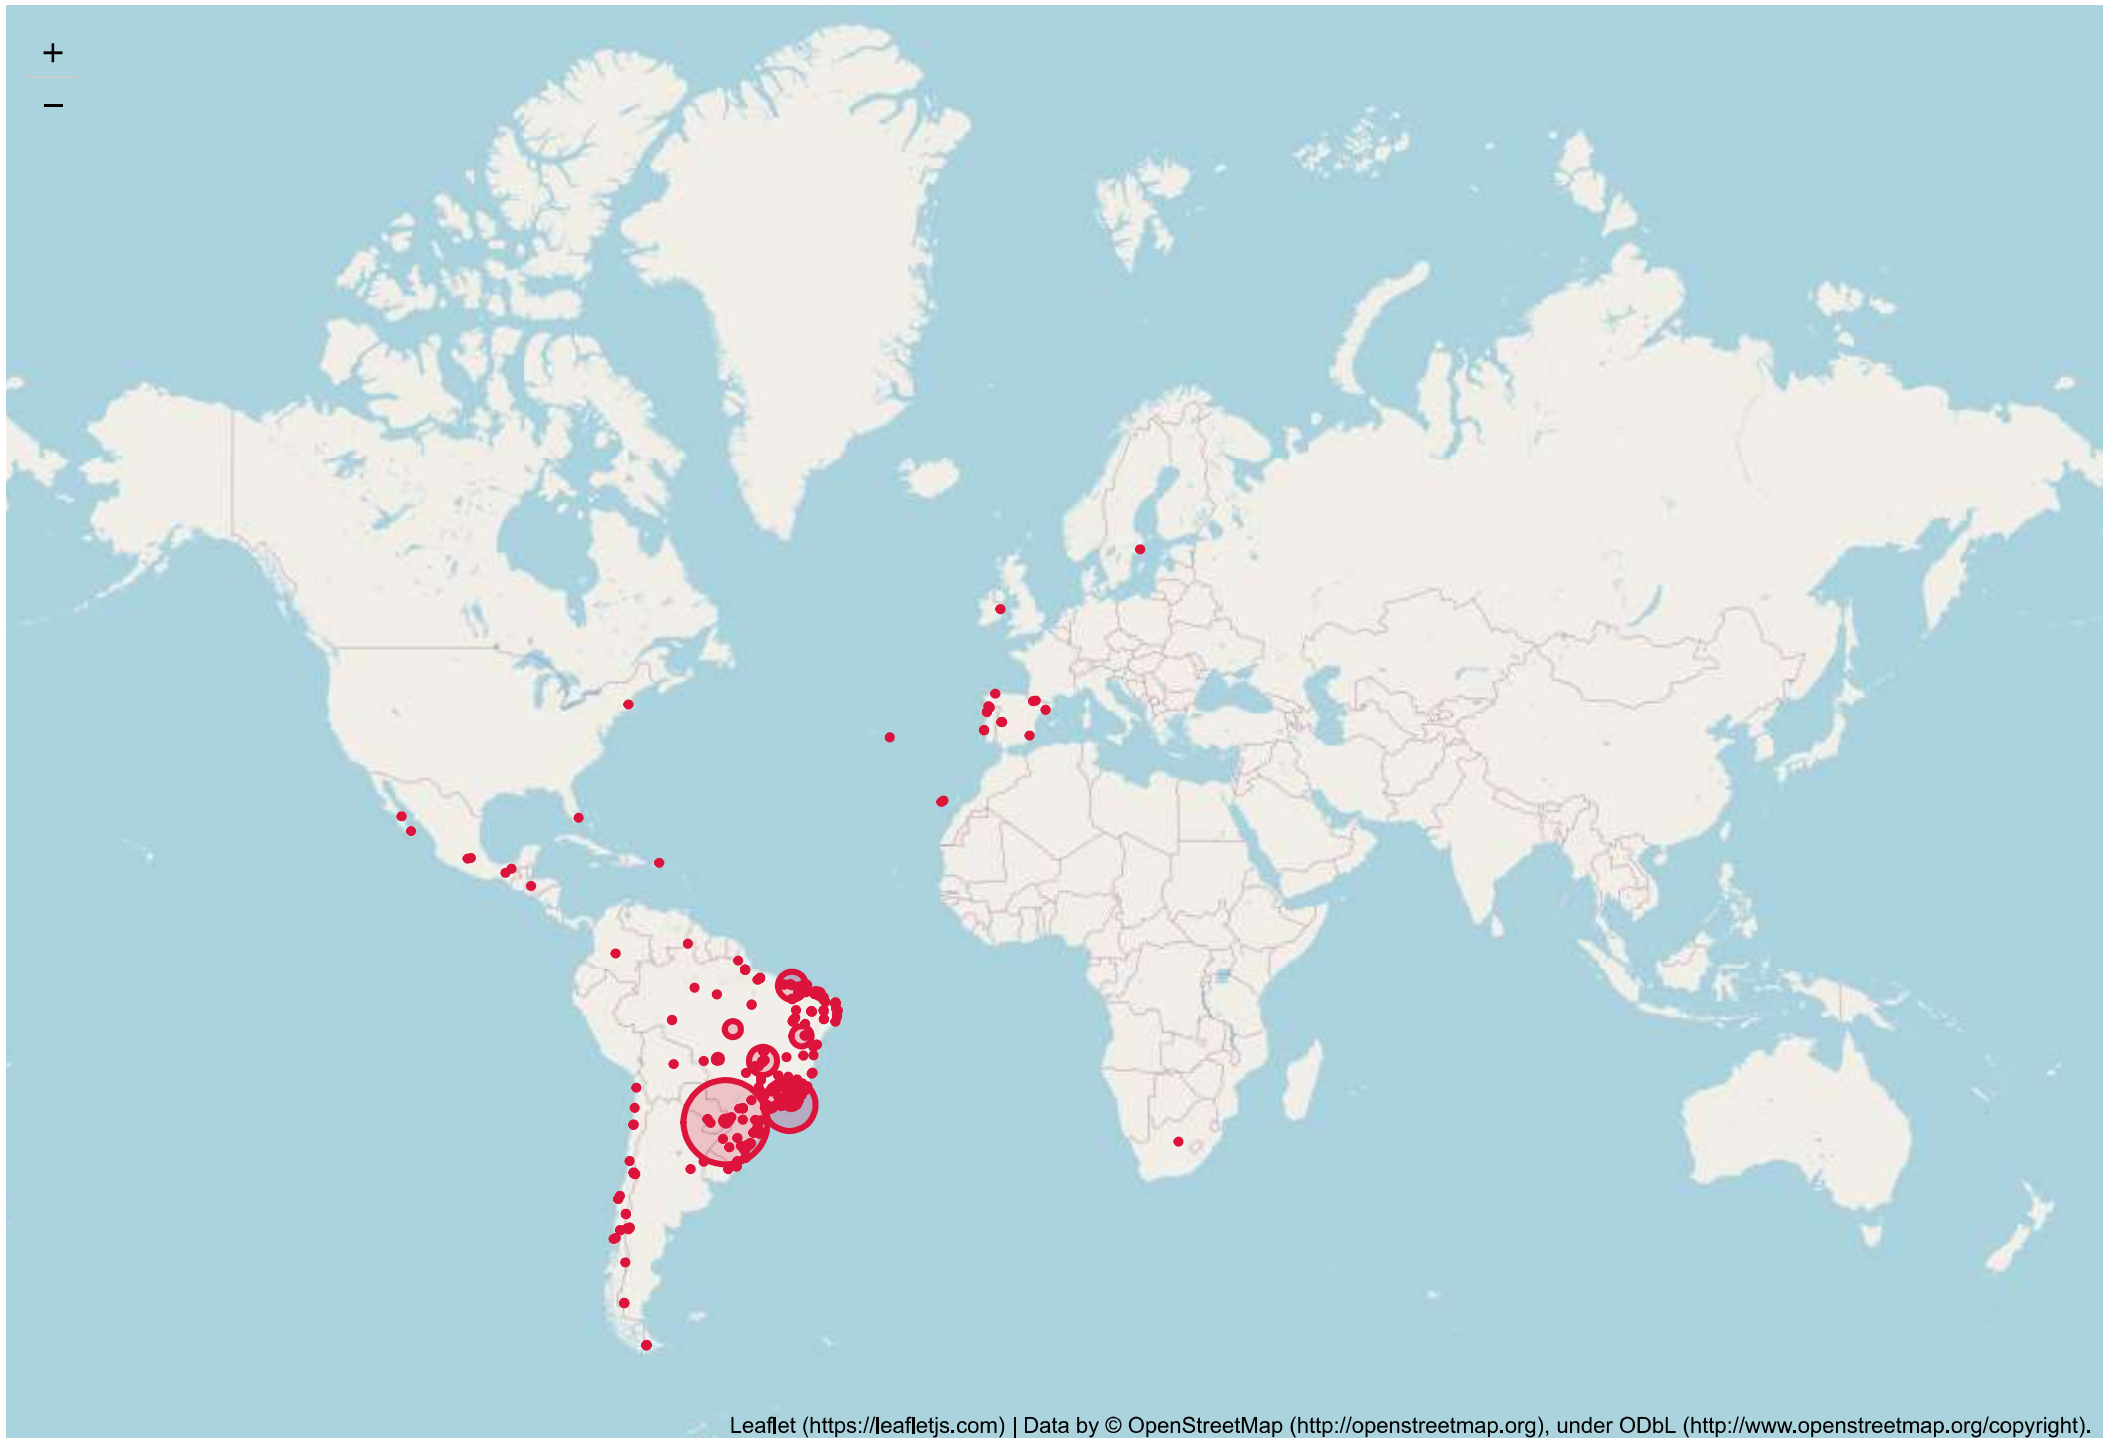 +
−
Leaflet (https://leafletjs.com) | Data by © OpenStreetMap (http://openstreetmap.org), under ODbL (http://www.openstreetmap.org/copyright).